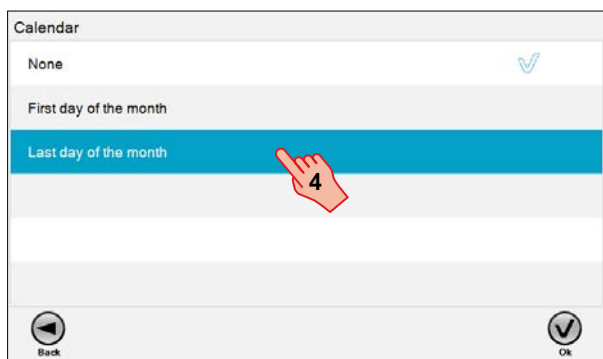 Calendar
None
First day of the month
Last day of the month
4
Back
Ok